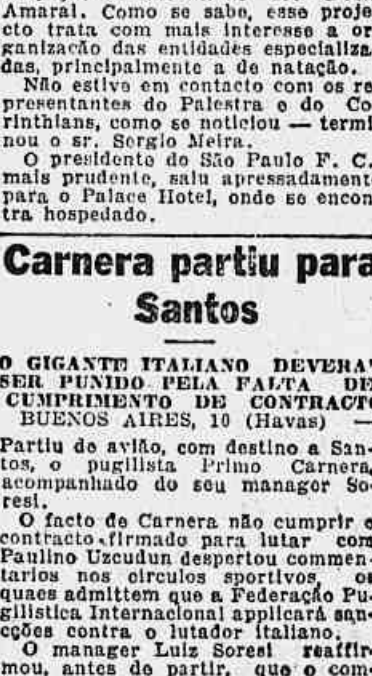 Amaral. Como se sabe, esse proje
cto trata com mais interesse a or
ganização das entidades especializa
das, principalmente a de natação.
Não estive em contacto com os re
presentantes do Palestra e do Co
rinthians, como se noticiou — termi
nou o sr. Sergio Meira.
O presidente do São Paulo F. C.
mais prudente, saiu apressadament
para o Palace Hotel, onde se encon
tra hospedado.
Carnera partiu para
Santos
O GIGANTE ITALIANO DEVERA'
SER PUNIDO PELA FALTA DE
CUMPRIMENTO DE CONTRACTO
BUENOS AIRES, 10 (Havas) —
Partiu de avião, com destino a San-
tos, o pugilista Primo Carnera,
acompanhado do seu manager So-
resi.
O facto de Carnera não cumprir o
contracto firmado para lutar com
Paulino Uzcudun despertou commen-
tarios nos circulos sportivos, os
quaes admittem que a Federação Pu-
gilistica Internacional applicará san-
cções contra o lutador italiano.
O manager Luiz Soresi reaffir-
mou, antes de partir, que o com-